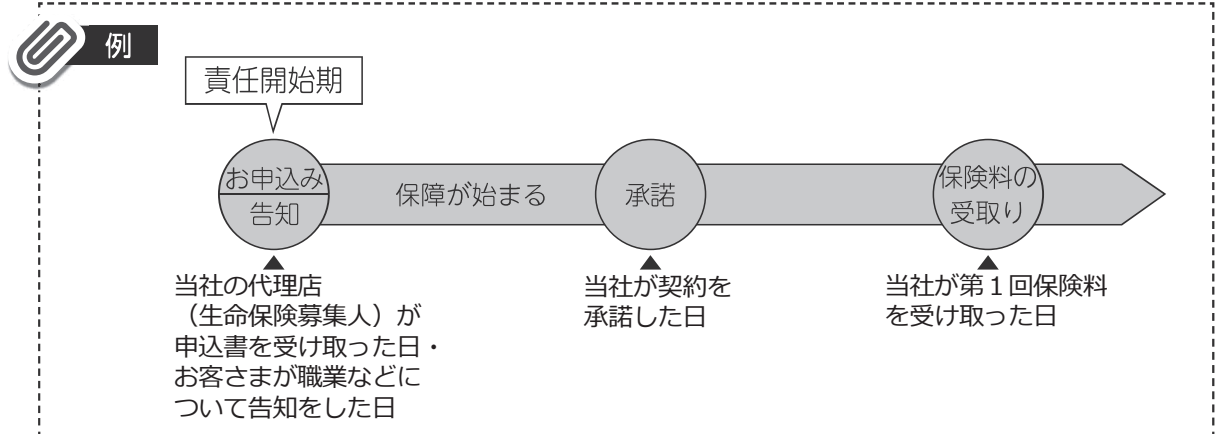 例
責任開始期
お申込み
告知
保障が始まる
承諾
保険料の
受取り
当社の代理店
(生命保険募集人)が
申込書を受け取った日・
お客さまが職業などに
ついて告知をした日
当社が契約を
承諾した日
当社が第1回保険料
を受け取った日